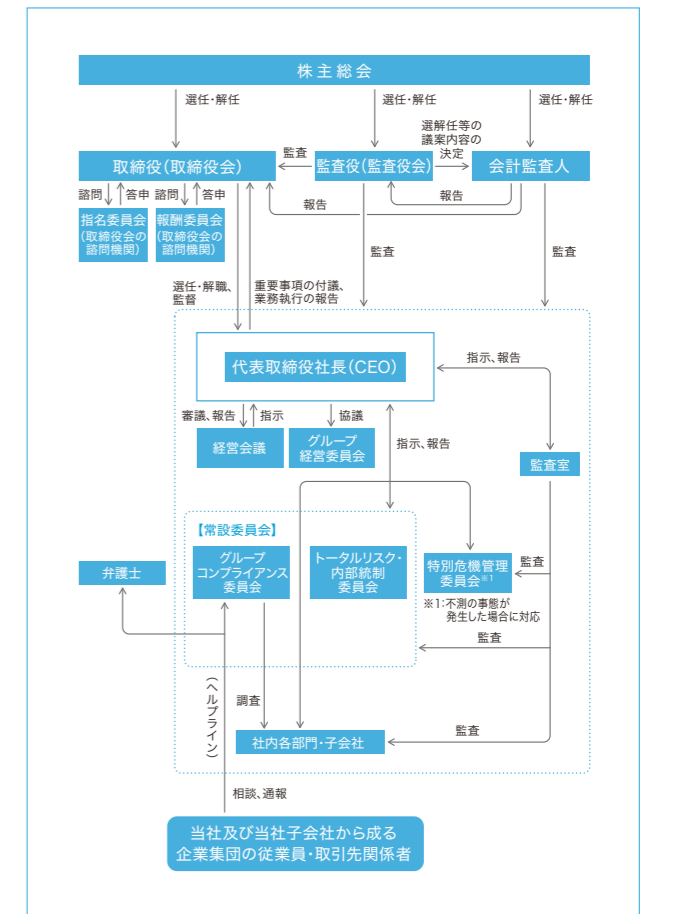 株主総会
選任・解任
選任・解任
選任・解任
選解任等の
議案内容の
決定
監査
取締役(取締役会)
監査役(監査役会)
会計監査人
諮問
答申
諮問
答申
報告
報告
指名委員会
(取締役会の
諮問機関)
報酬委員会
(取締役会の
諮問機関)
監査
監査
選任・解職、
監督
重要事項の付議、
業務執行の報告
代表取締役社長(CEO)
指示、報告
審議、報告
指示
協議
経営会議
グループ
経営委員会
指示、報告
監査室
【常設委員会】
グループ
コンプライアンス
委員会
トータルリスク・
内部統制
委員会
特別危機管理
委員会※1
監査
※1:不測の事態が
発生した場合に対応
弁護士
監査
(ヘルプライン)
調査
監査
社内各部門・子会社
相談、通報
当社及び当社子会社から成る
企業集団の従業員・取引先関係者